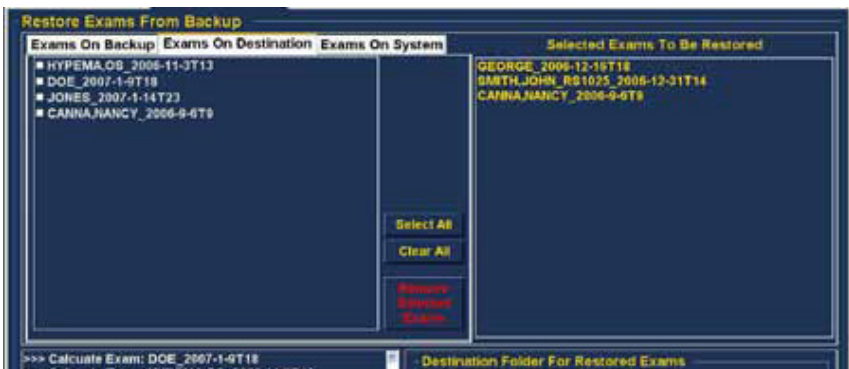 Restore Exams From Backup
Exams On Backup Exams On Destination Exams On System
Selected Exams To Be Restored
HYPEMA,OS_2006-11-3T13
DOE_2007-1-9T18
JONES_2007-1-14T23
CANNA,NANCY_2006-9-6T9
GEORGE_2006-12-15T18
SMITH,JOHN_RS1025_2006-12-31T14
CANNA,NANCY_2006-9-6T9
Select All
Clear All
Remove
Selected
Exams
>>> Calcuate Exam: DOE_2007-1-9T18
Destination Folder For Restored Exams